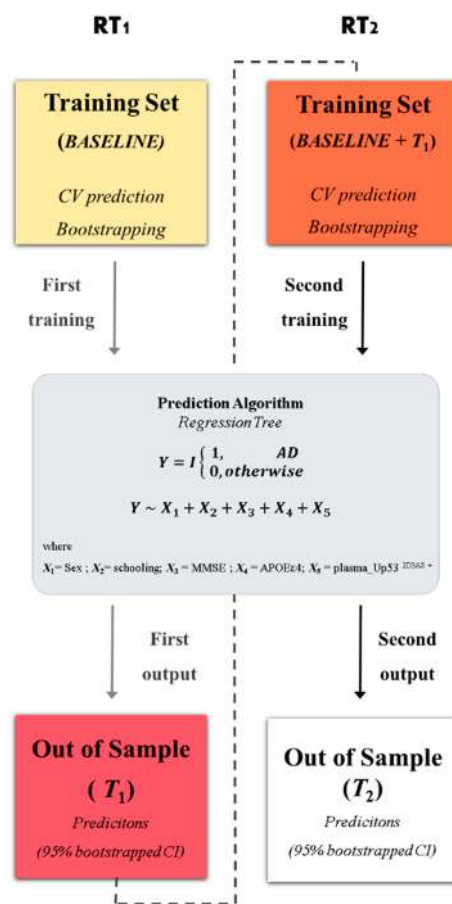 RT1
RT2
Training Set
(BASELINE)
CV prediction
Bootstrapping
Training Set
(BASELINE + T1)
CV prediction
Bootstrapping
First
training
Second
training
Prediction Algorithm
Regression Tree
Y = I { 1, AD
0, otherwise
Y ~ X1 + X2 + X3 + X4 + X5
where
X1= Sex ; X2= schooling; X3 = MMSE ; X4 = APOEε4; X5 = plasma_Up53 2D3A8 +
First
output
Second
output
Out of Sample
( T1)
Predicitons
(95% bootstrapped CI)
Out of Sample
(T2)
Predicitons
(95% bootstrapped CI)